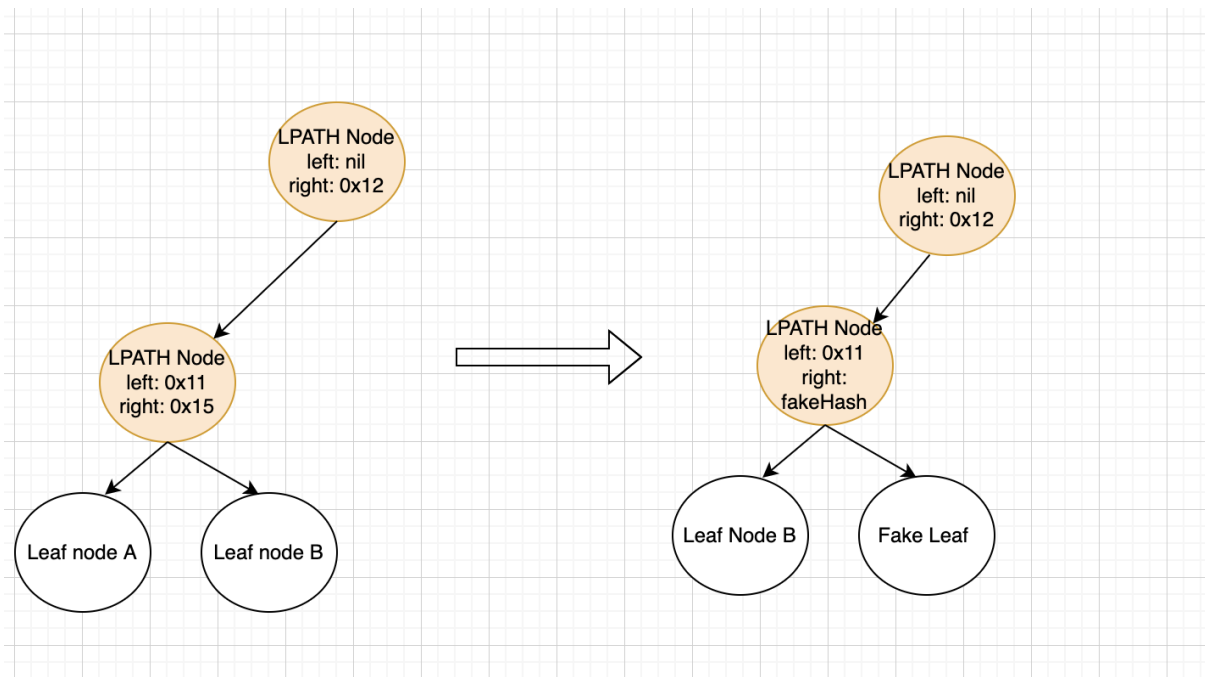 LPATH Node
left: nil
right: 0x12
LPATH Node
left: 0x11
right: 0x15
Leaf node A
Leaf node B
LPATH Node
left: nil
right: 0x12
LPATH Node
left: 0x11
right:
fakeHash
Leaf Node B
Fake Leaf